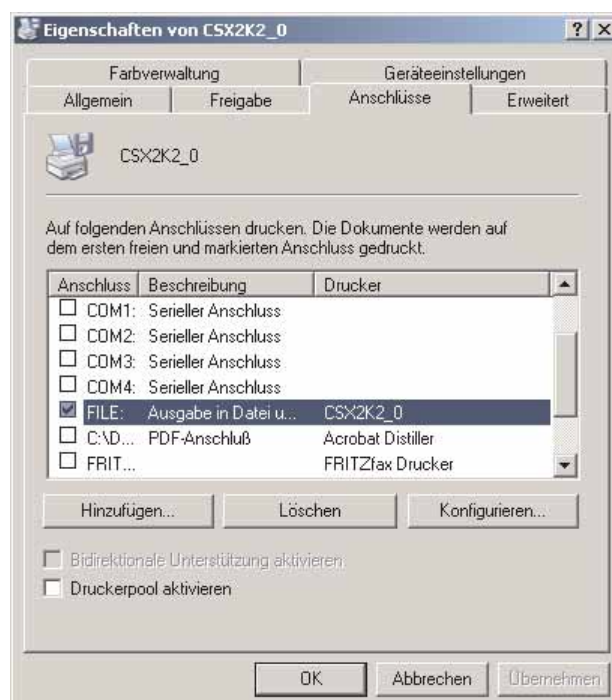 Eigenschaften von CSX2K2_0
Farbverwaltung Geräteeinstellungen
Allgemein Freigabe Anschlüsse Erweitert
CSX2K2_0
Auf folgenden Anschlüssen drucken. Die Dokumente werden auf
dem ersten freien und markierten Anschluss gedruckt.
Anschluss Beschreibung Drucker
COM1: Serieller Anschluss
COM2: Serieller Anschluss
COM3: Serieller Anschluss
COM4: Serieller Anschluss
FILE: Ausgabe in Datei u... CSX2K2_0
C:\D... PDF-Anschluß Acrobat Distiller
FRIT... FRITZfax Drucker
Hinzufügen... Löschen Konfigurieren...
Bidirektionale Unterstützung aktivieren
Druckerpool aktivieren
OK Abbrechen Übernehmen